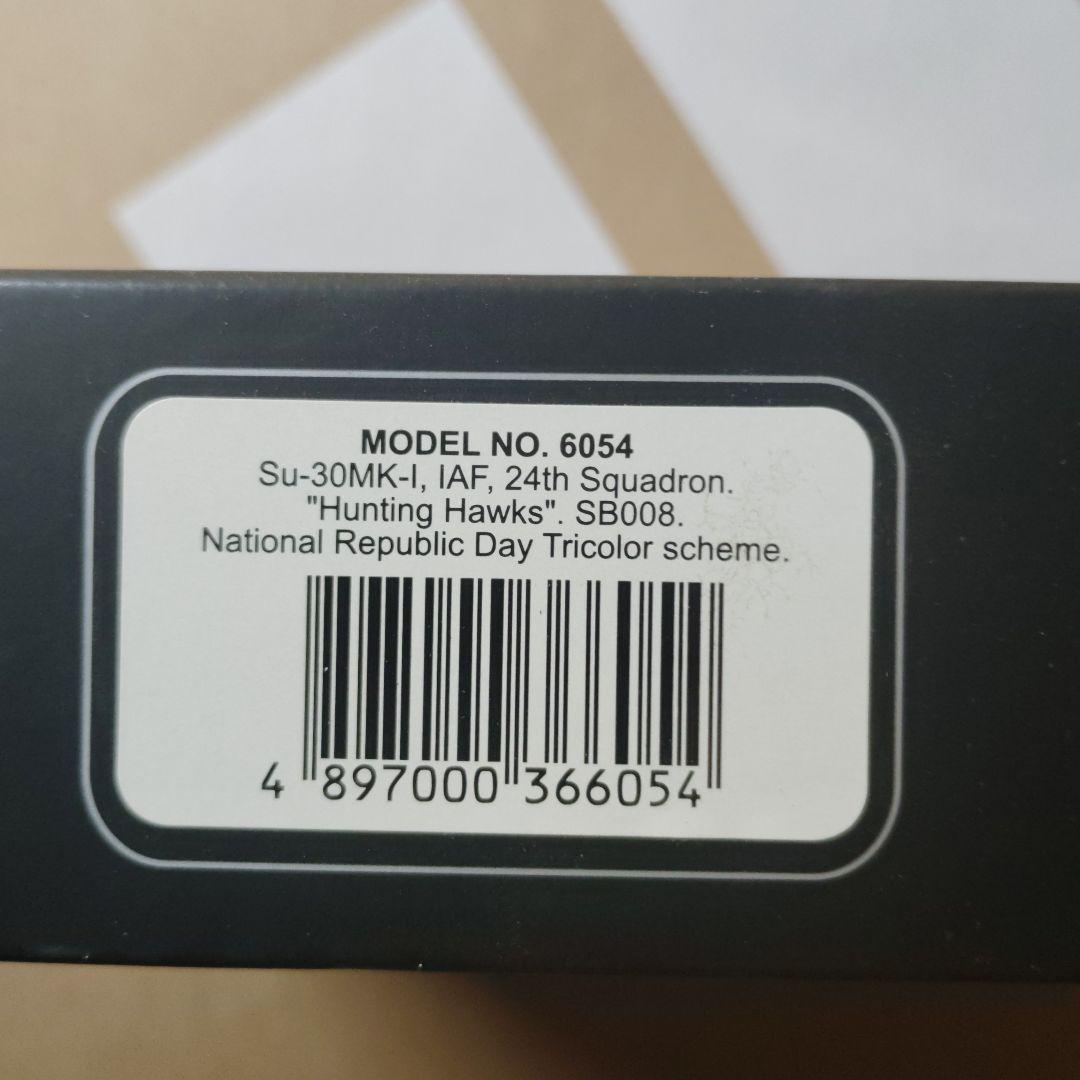 MODEL NO. 6054
Su-30MK-I, IAF, 24th Squadron.
"Hunting Hawks". SB008.
National Republic Day Tricolor scheme.
4 897000 366054